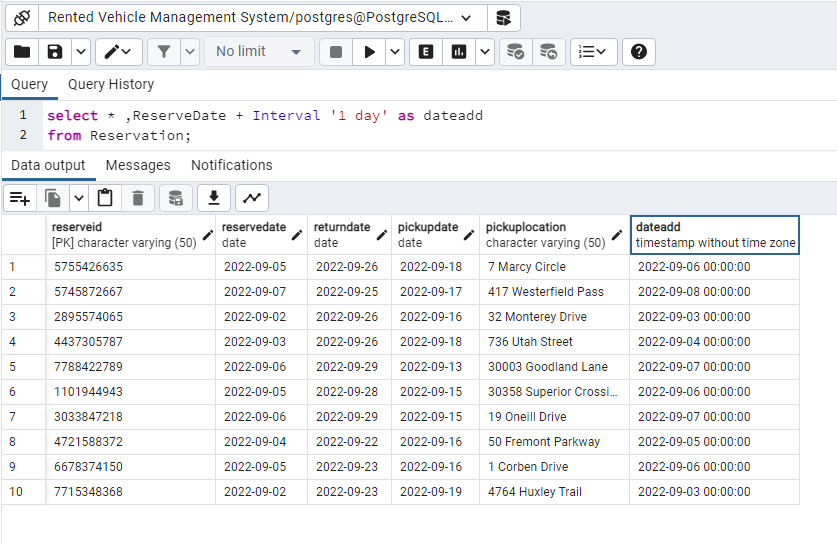 Rented Vehicle Management System/postgres@PostgreSQL...
No limit
E
Query Query History
1 select * ,ReserveDate + Interval '1 day' as dateadd
2 from Reservation;
Data output Messages Notifications
reserveid reservedate returndate pickupdate pickuplocation dateadd
[PK] character varying (50) date date date character varying (50) timestamp without time zone
1 5755426635 2022-09-05 2022-09-26 2022-09-18 7 Marcy Circle 2022-09-06 00:00:00
2 5745872667 2022-09-07 2022-09-25 2022-09-17 417 Westerfield Pass 2022-09-08 00:00:00
3 2895574065 2022-09-02 2022-09-26 2022-09-16 32 Monterey Drive 2022-09-03 00:00:00
4 4437305787 2022-09-03 2022-09-26 2022-09-18 736 Utah Street 2022-09-04 00:00:00
5 7788422789 2022-09-06 2022-09-29 2022-09-13 30003 Goodland Lane 2022-09-07 00:00:00
6 1101944943 2022-09-05 2022-09-28 2022-09-15 30358 Superior Crossi... 2022-09-06 00:00:00
7 3033847218 2022-09-06 2022-09-29 2022-09-15 19 Oneill Drive 2022-09-07 00:00:00
8 4721588372 2022-09-04 2022-09-22 2022-09-16 50 Fremont Parkway 2022-09-05 00:00:00
9 6678374150 2022-09-05 2022-09-23 2022-09-16 1 Corben Drive 2022-09-06 00:00:00
10 7715348368 2022-09-02 2022-09-23 2022-09-19 4764 Huxley Trail 2022-09-03 00:00:00